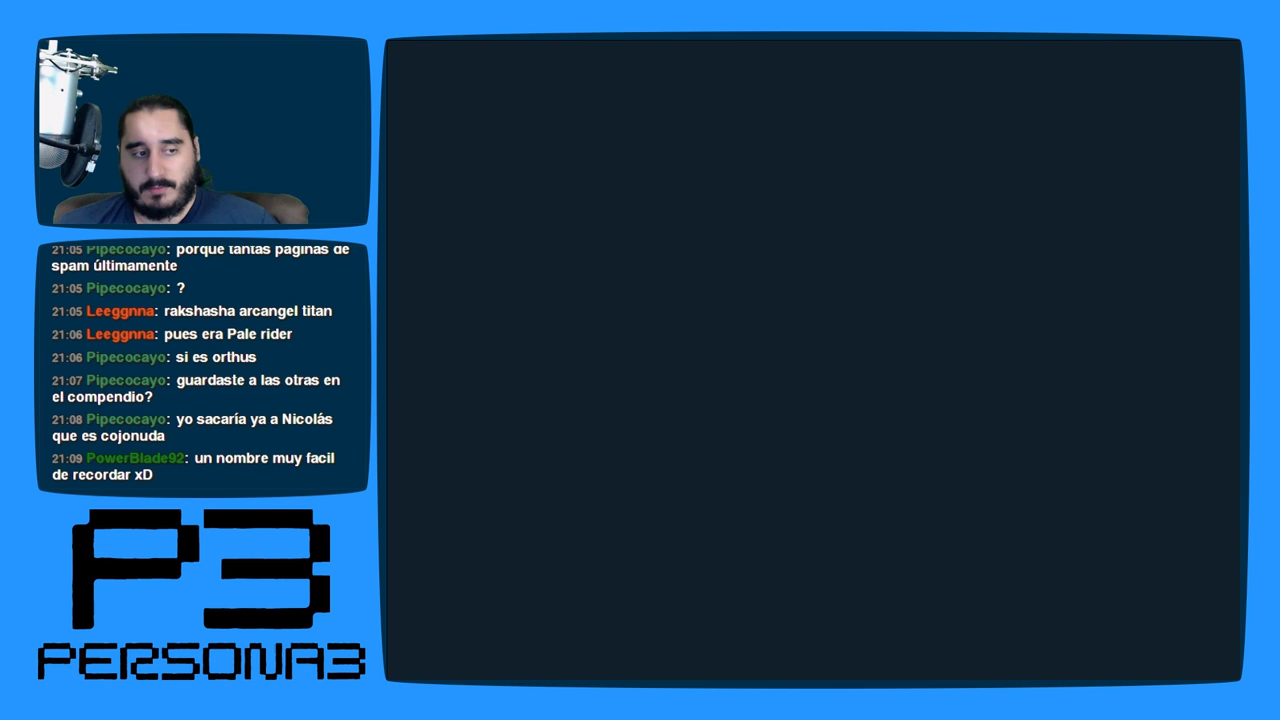 21:05 Pipecocayo: porque tantas paginas de
spam últimamente
21:05 Pipecocayo: ?
21:05 Leeggnna: rakshasha arcangel titan
21:06 Leeggnna: pues era Pale rider
21:06 Pipecocayo: si es orthus
21:07 Pipecocayo: guardaste a las otras en
el compendio?
21:08 Pipecocayo: yo sacaría ya a Nicolás
que es cojonuda
21:09 PowerBlade92: un nombre muy facil
de recordar xD
P3
PERSONA3